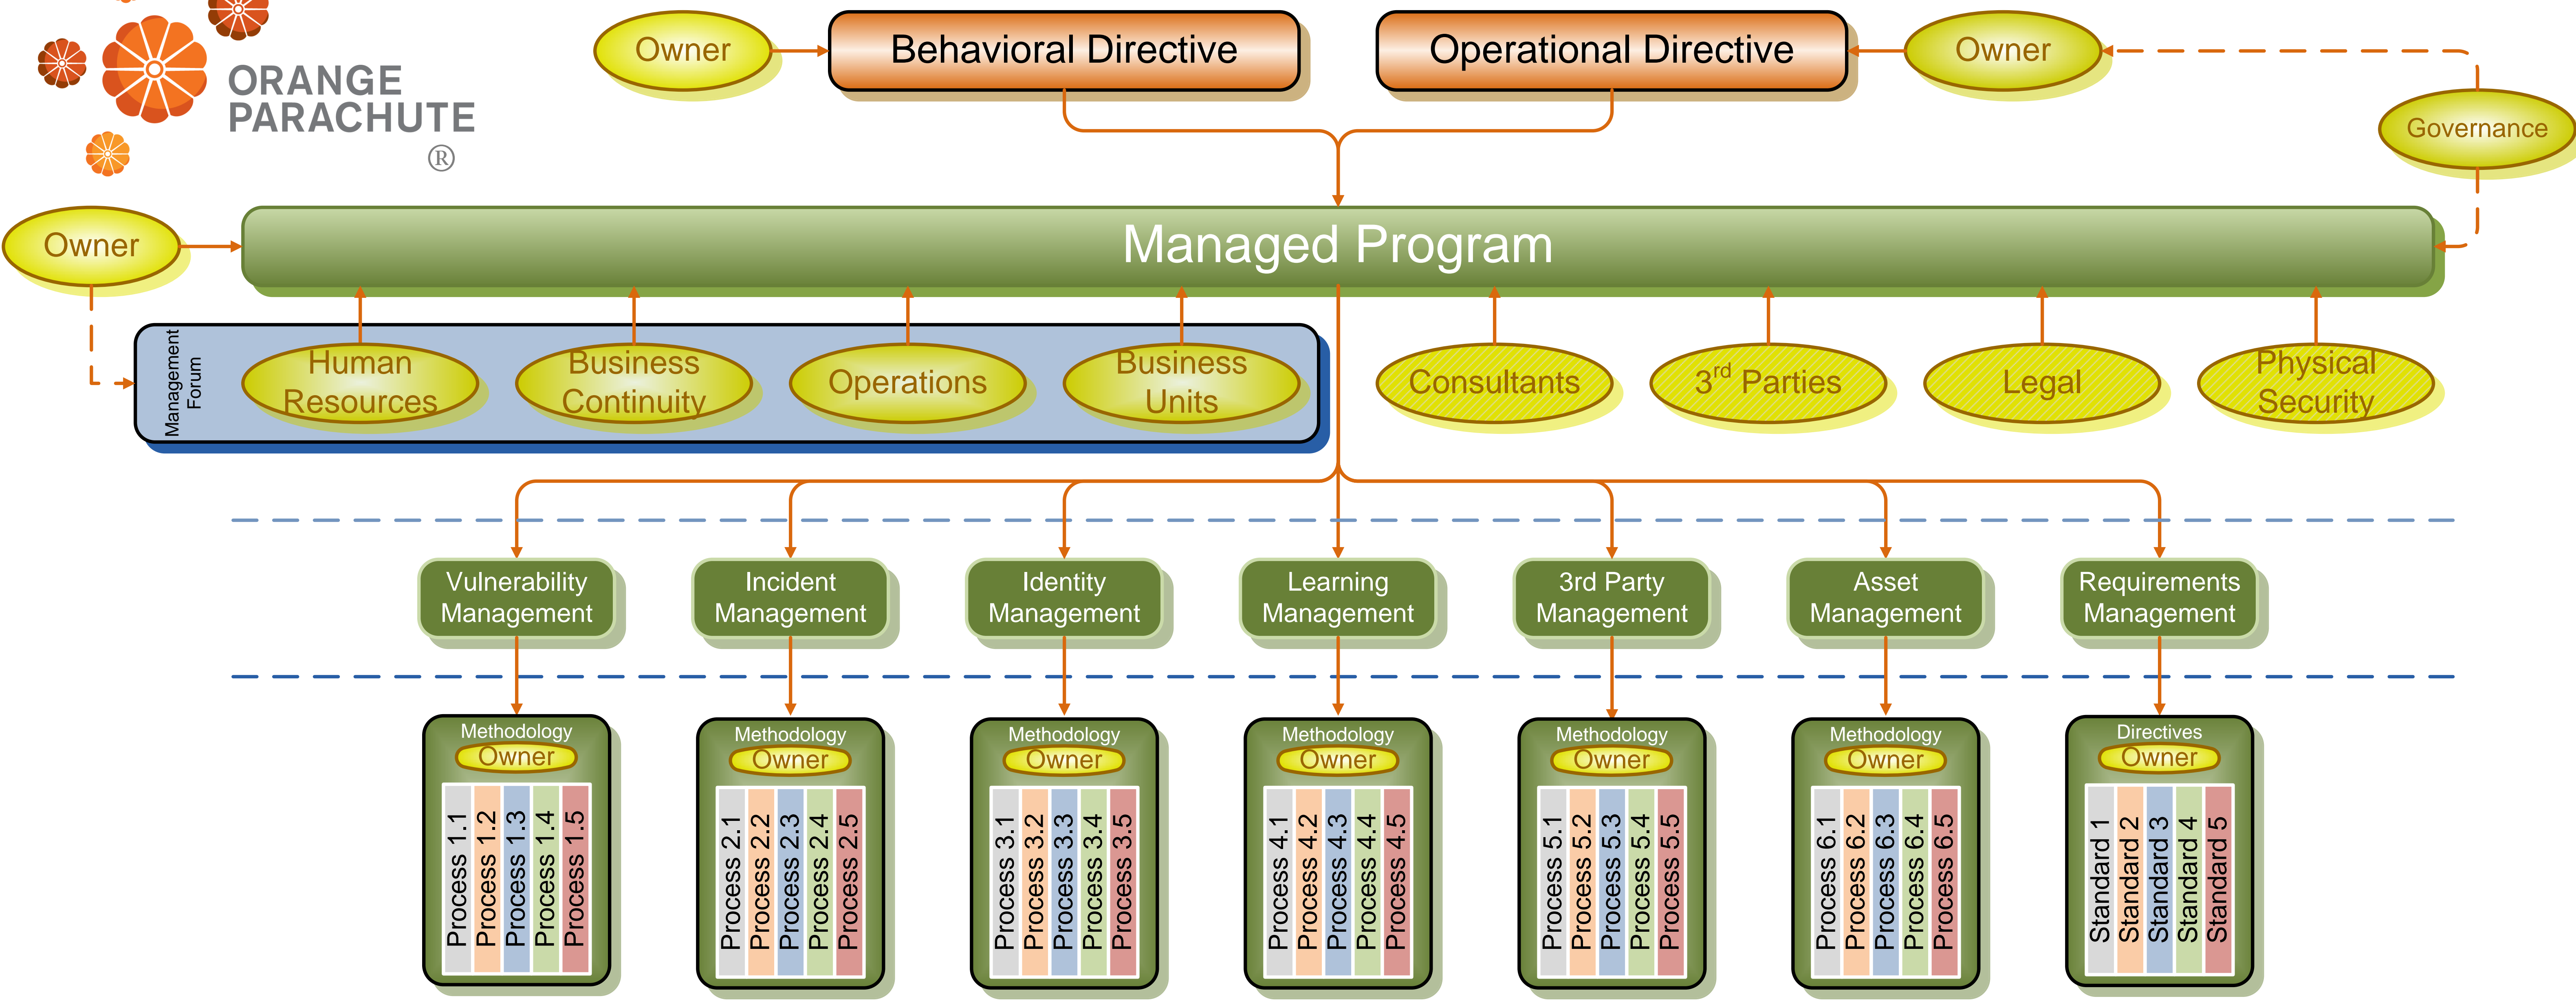 ORANGE
PARACHUTE
®
Owner
Behavioral Directive
Operational Directive
Owner
Governance
Owner
Managed Program
Management
Forum
Human
Resources
Business
Continuity
Operations
Business
Units
Consultants
3rd Parties
Legal
Physical
Security
Vulnerability
Management
Incident
Management
Identity
Management
Learning
Management
3rd Party
Management
Asset
Management
Requirements
Management
Methodology
Owner
Process 1.1
Process 1.2
Process 1.3
Process 1.4
Process 1.5
Methodology
Owner
Process 2.1
Process 2.2
Process 2.3
Process 2.4
Process 2.5
Methodology
Owner
Process 3.1
Process 3.2
Process 3.3
Process 3.4
Process 3.5
Methodology
Owner
Process 4.1
Process 4.2
Process 4.3
Process 4.4
Process 4.5
Methodology
Owner
Process 5.1
Process 5.2
Process 5.3
Process 5.4
Process 5.5
Methodology
Owner
Process 6.1
Process 6.2
Process 6.3
Process 6.4
Process 6.5
Directives
Owner
Standard 1
Standard 2
Standard 3
Standard 4
Standard 5